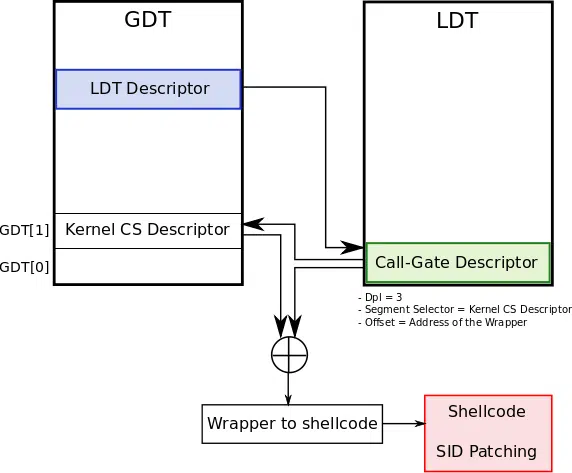 GDT
LDT
LDT Descriptor
GDT[1]
Kernel CS Descriptor
GDT[0]
Call-Gate Descriptor
- Dpl = 3
- Segment Selector = Kernel CS Descriptor
- Offset = Address of the Wrapper
Wrapper to shellcode
Shellcode
SID Patching